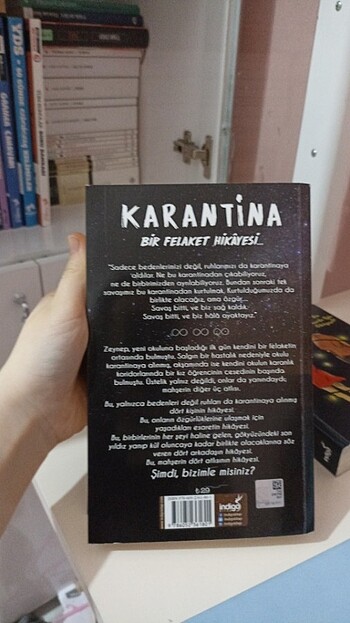 YDS
KARANTİNA
BİR FELAKET HİKÂYESİ...
"Sadece bedenlerimizi değil, ruhlarımızı da karantinaya
aldılar. Ne bu karantinadan çıkabiliyoruz,
ne de birbirimizden ayrılabiliyoruz. Bundan sonraki tek
savaşımız bu karantinadan kurtulmak. Kurtulduğumuzda da
birlikte olacağız, ama özgür...
Savaş bitti, ve biz sağ kaldık.
Savaş bitti, ve biz hâlâ ayaktayız."
Zeynep, yeni okuluna başladığı ilk gün kendini bir felaketin
ortasında bulmuştu. Salgın bir hastalık nedeniyle okulu
karantinaya alınmış, akşamında ise kendini okulun karanlık
koridorlarında bir kız öğrencinin cesedinin başında
bulmuştu. Üstelik yalnız değildi, onlar da yanındaydı;
mahşerin diğer üç atlısı.
Bu, yalnızca bedenleri değil ruhları da karantinaya alınmış
dört kişinin hikâyesi.
Bu, onların özgürlüklerine ulaşmak için
yaşadıkları esaretin hikâyesi.
Bu, birbirlerinin her şeyi haline gelen, gökyüzündeki son
yıldız yanıp kül oluncaya kadar birlikte olacaklarına söz
veren dört arkadaşın hikâyesi.
Bu, mahşerin dört atlısının hikâyesi.
Şimdi, bizimle misiniz?
₺29
indigo